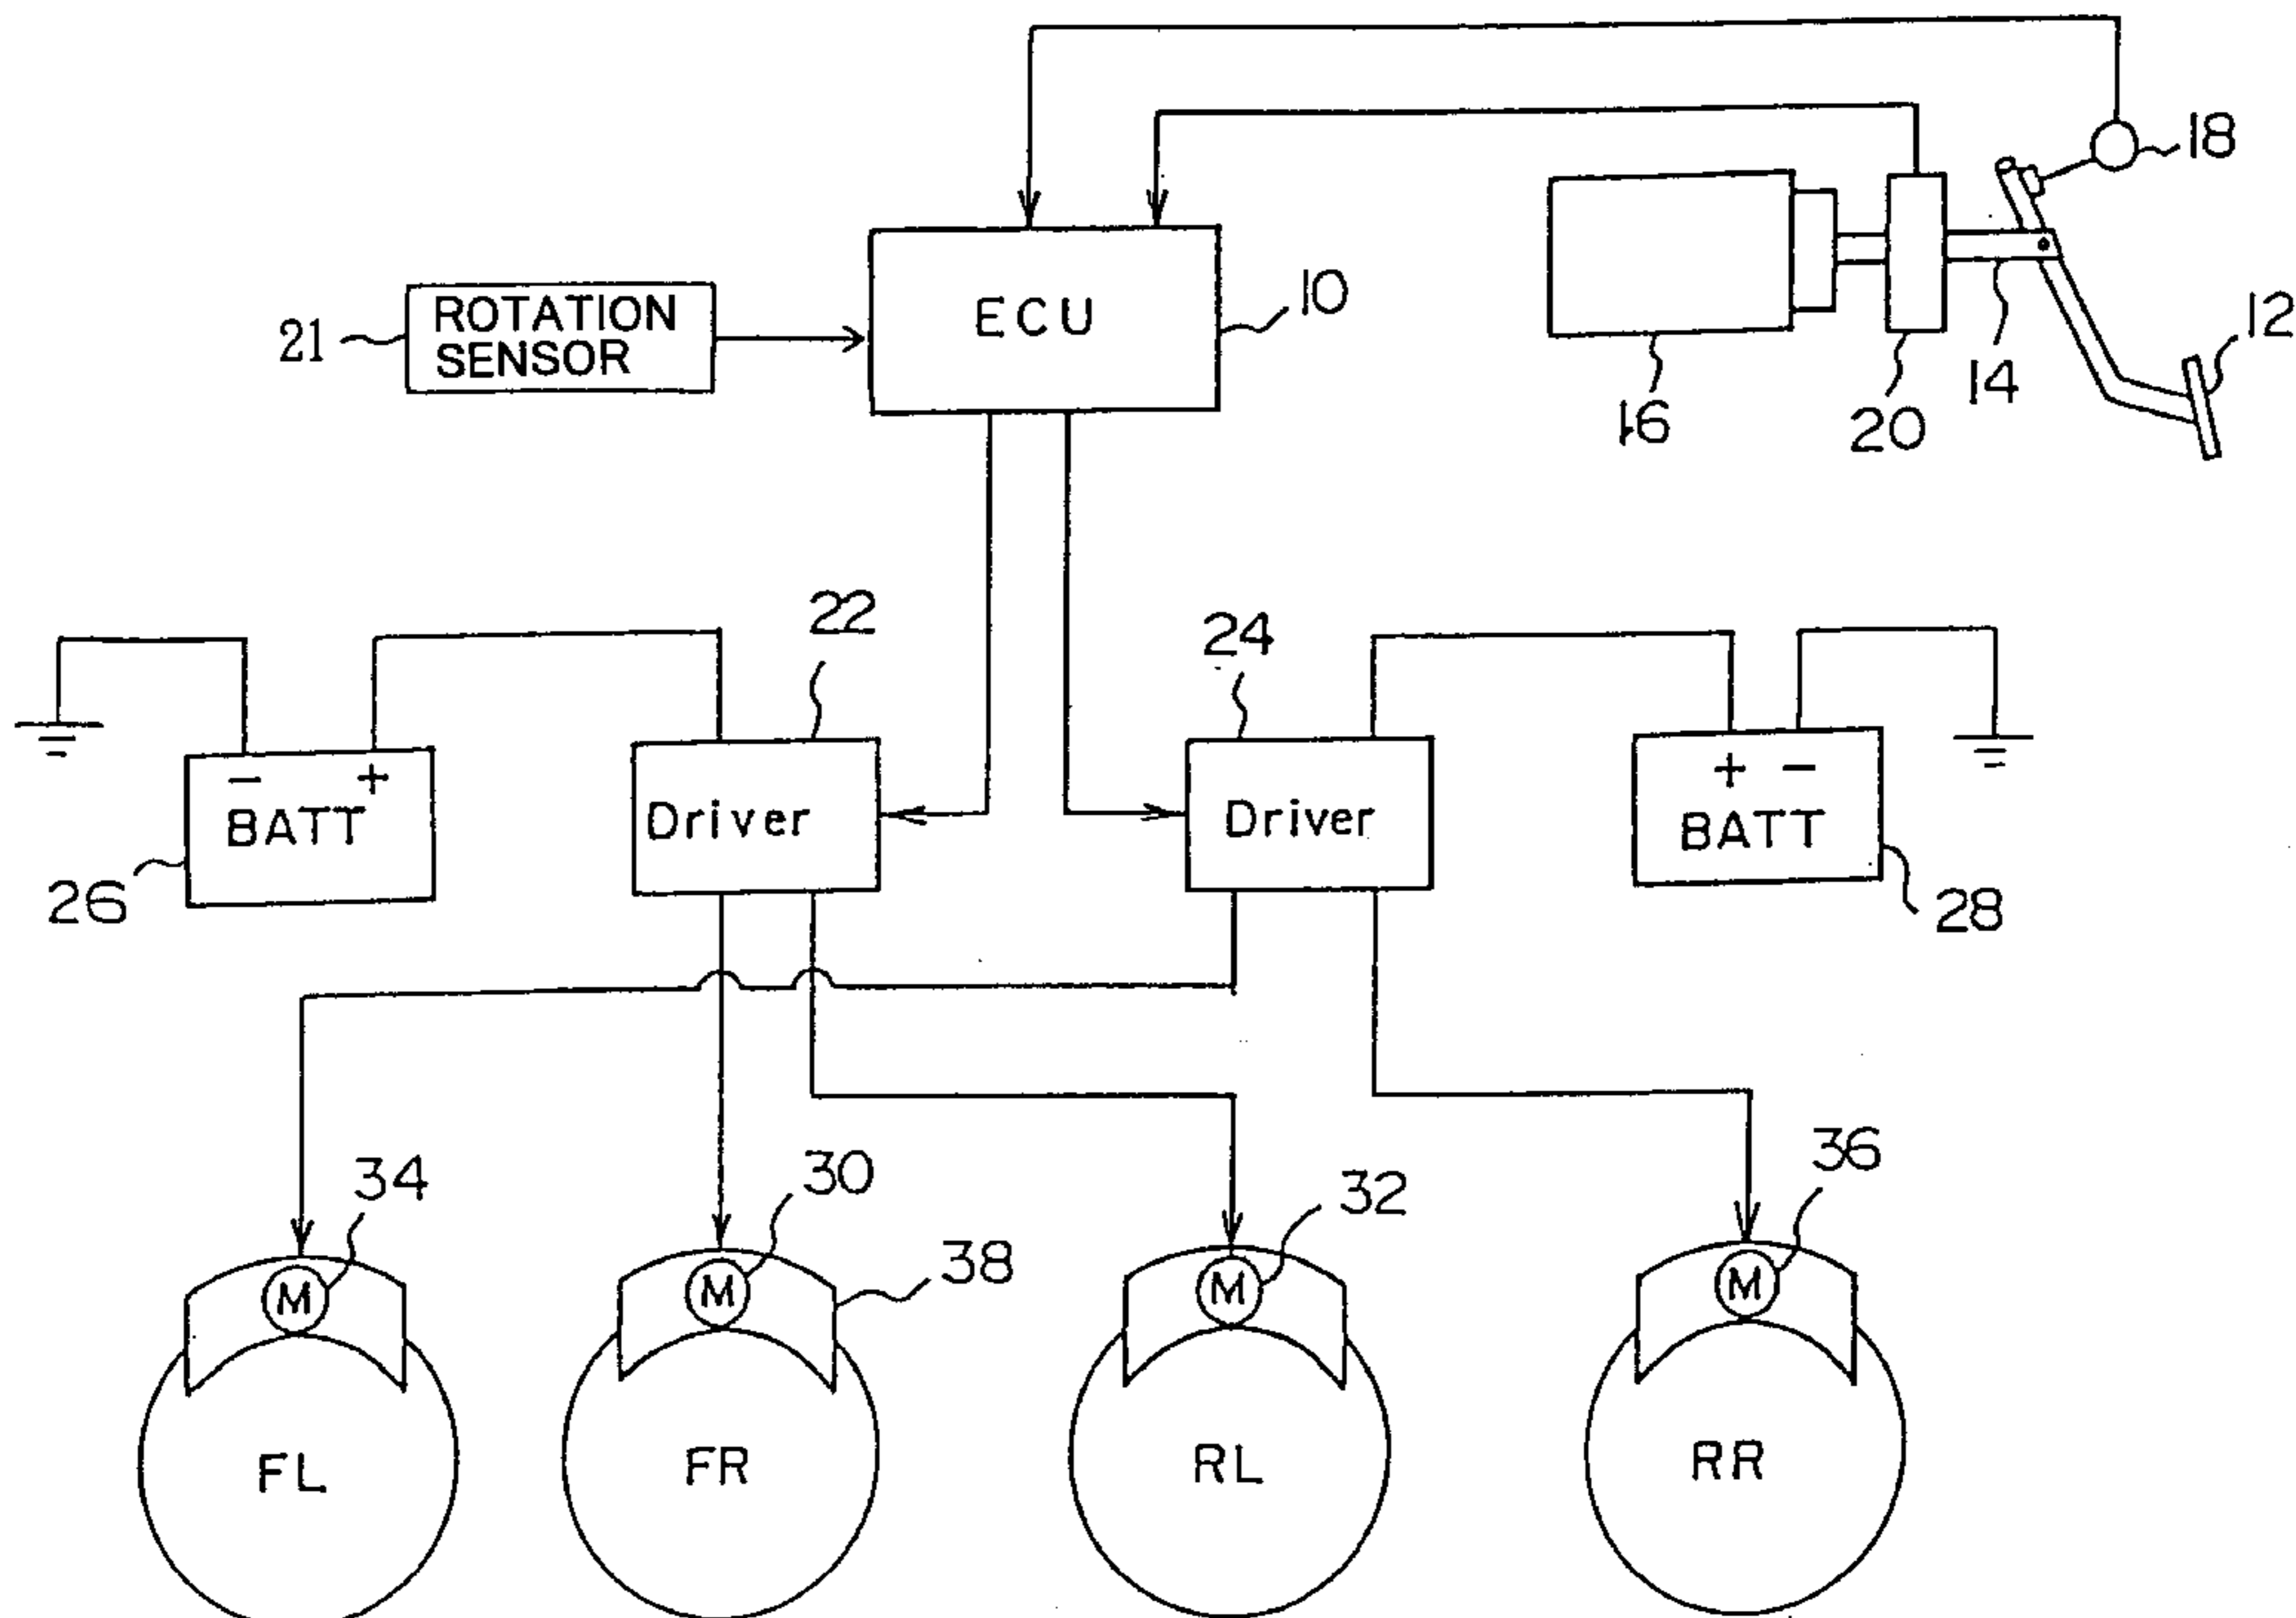 18
ROTATION
SENSOR
21
ECU
10
12
14
16
20
22
24
- +
BATT
26
Driver
Driver
+ -
BATT
28
34
30
32
36
38
M
M
M
M
FL
FR
RL
RR